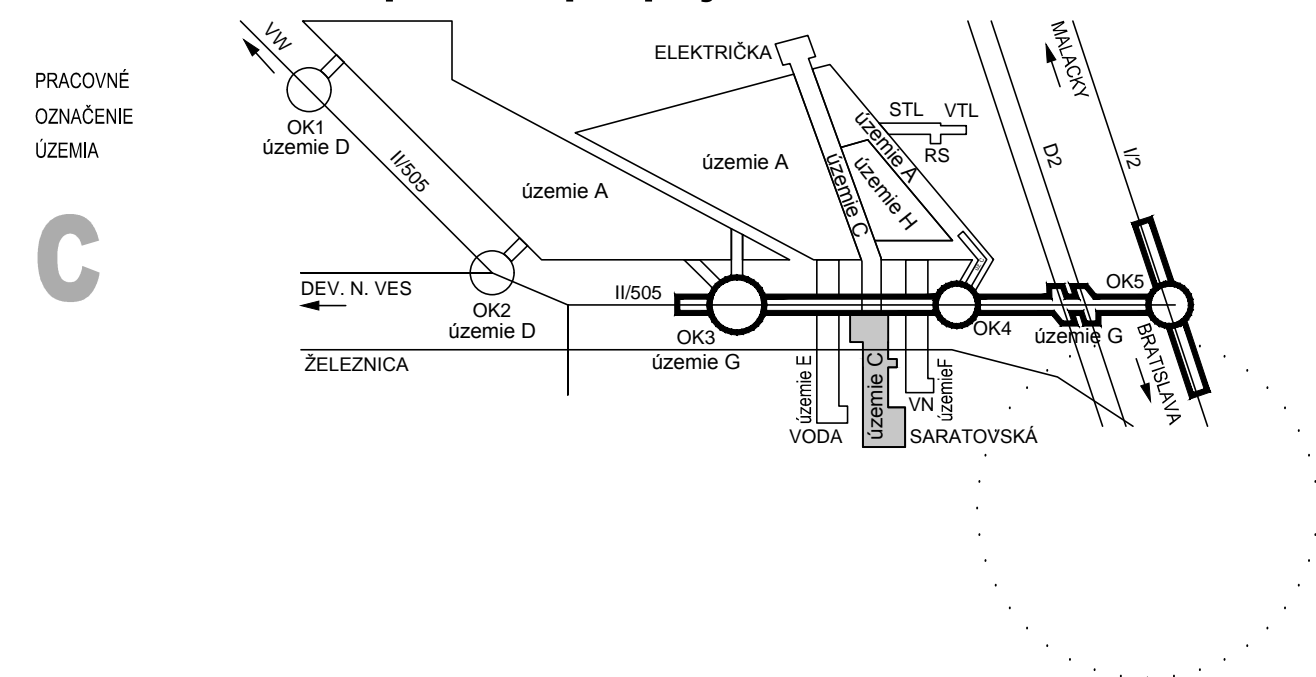 PRACOVNÉ
OZNAČENIE
ÚZEMIA
C
VW
OK1
územie D
II/505
územie A
OK2
územie D
DEV. N. VES
ŽELEZNICA
ELEKTRIČKA
územie A
územie C
územie A
územie H
STL VTL
RS
MALACKY
D2
I/2
II/505
OK3
územie G
OK4
OK5
územie G
BRATISLAVA
územie E
VODA
územie C
VN
územieF
SARATOVSKÁ